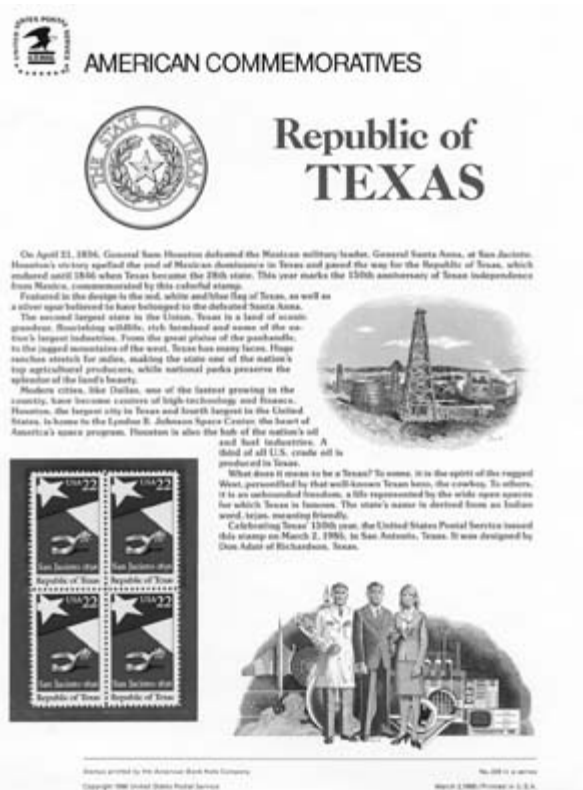 UNITED STATES POSTAL SERVICE
U.S. MAIL
AMERICAN COMMEMORATIVES
THE STATE OF TEXAS
Republic of
TEXAS
On April 21, 1836, General Sam Houston defeated the Mexican military leader, General Santa Anna, at San Jacinto.
Houston's victory spelled the end of Mexican dominance in Texas and paved the way for the Republic of Texas, which
endured until 1846 when Texas became the 28th state. This year marks the 150th anniversary of Texas independence
from Mexico, commemorated by this colorful stamp.
Featured in the design is the red, white and blue flag of Texas, as well as
a silver spur believed to have belonged to the defeated Santa Anna.
The second largest state in the Union, Texas is a land of scenic
grandeur, flourishing wildlife, rich farmland and some of the na-
tion's largest industries. From the great plains of the panhandle,
to the jagged mountains of the west, Texas has many faces. Huge
ranches stretch for miles, making the state one of the nation's
top agricultural producers, while national parks preserve the
splendor of the land's beauty.
Modern cities, like Dallas, one of the fastest growing in the
country, have become centers of high-technology and finance.
Houston, the largest city in Texas and fourth largest in the United
States, is home to the Lyndon B. Johnson Space Center, the heart of
America's space program. Houston is also the hub of the nation's oil
and fuel industries. A
third of all U.S. crude oil is
produced in Texas.
What does it mean to be a Texan? To some, it is the spirit of the rugged
West, personified by that well-known Texas hero, the cowboy. To others,
it is an unbounded freedom, a life represented by the wide open spaces
for which Texas is famous. The state's name is derived from an Indian
word, tejas, meaning friendly.
Celebrating Texas' 150th year, the United States Postal Service issued
this stamp on March 2, 1986, in San Antonio, Texas. It was designed by
Don Adair of Richardson, Texas.
USA 22
USA 22
San Jacinto 1836
San Jacinto 1836
Republic of Texas
Republic of Texas
USA 22
USA 22
San Jacinto 1836
San Jacinto 1836
Republic of Texas
Republic of Texas
Stamps printed by the American Bank Note Company
No. in a series
Copyright 1986 United States Postal Service
March 2, 1986/Printed in U.S.A.